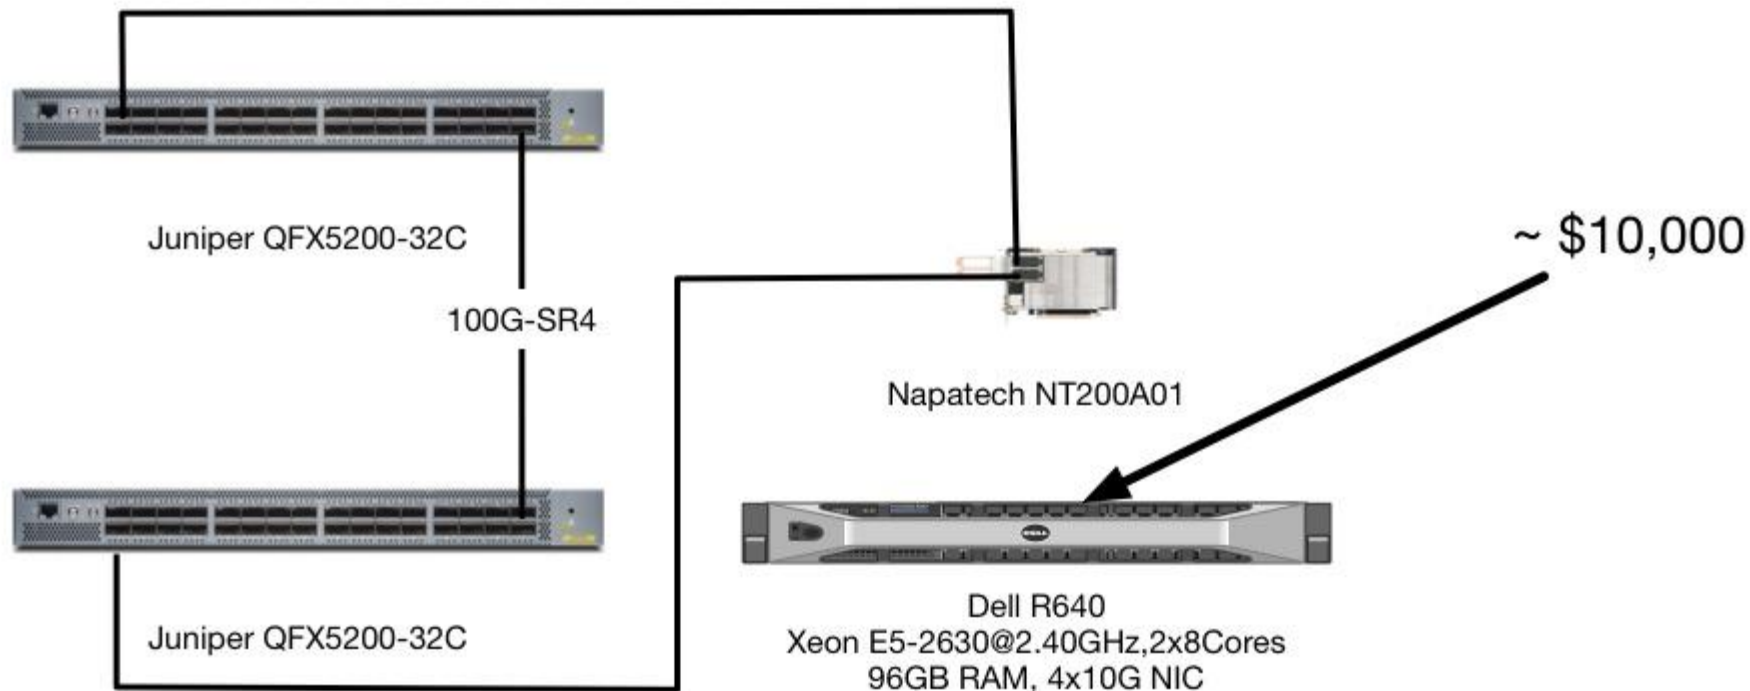 Juniper QFX5200-32C
~ $10,000
100G-SR4
Napatech NT200A01
Juniper QFX5200-32C
DELL
Dell R640
Xeon E5-2630@2.40GHz,2x8Cores
96GB RAM, 4x10G NIC